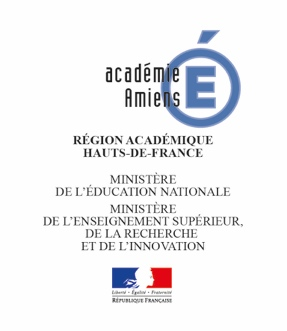 académie
Amiens
É
RÉGION ACADÉMIQUE
HAUTS-DE-FRANCE
MINISTÈRE
DE L'ÉDUCATION NATIONALE
MINISTÈRE
DE L'ENSEIGNEMENT SUPÉRIEUR,
DE LA RECHERCHE
ET DE L'INNOVATION
Liberté • Égalité • Fraternité
RÉPUBLIQUE FRANÇAISE